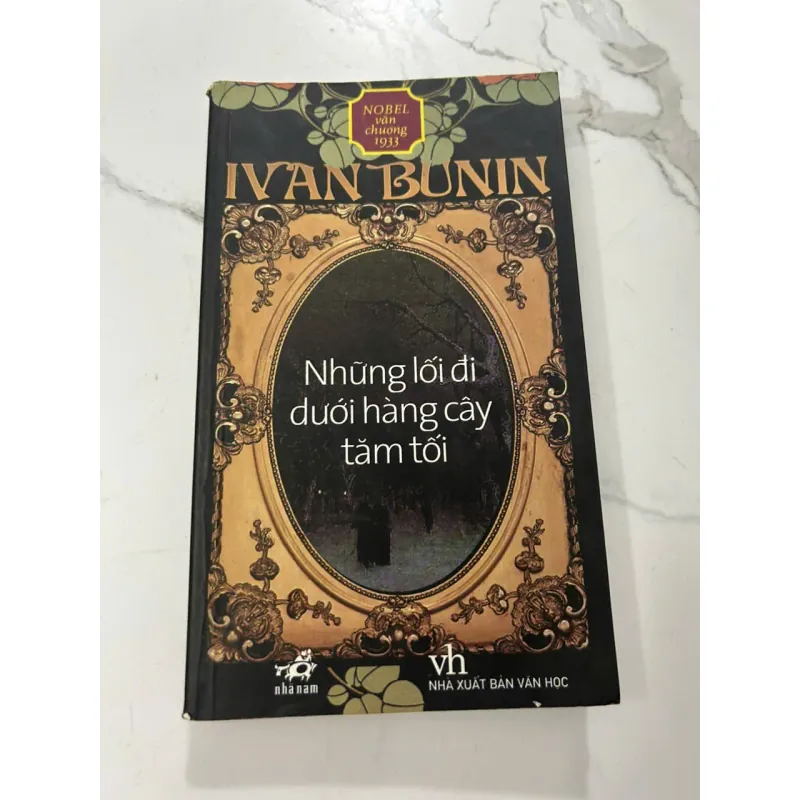 NOBEL
văn
chương
1933
IVAN BUNIN
Những lối đi
dưới hàng cây
tăm tối
nhã nam
vh
NHÀ XUẤT BẢN VĂN HỌC